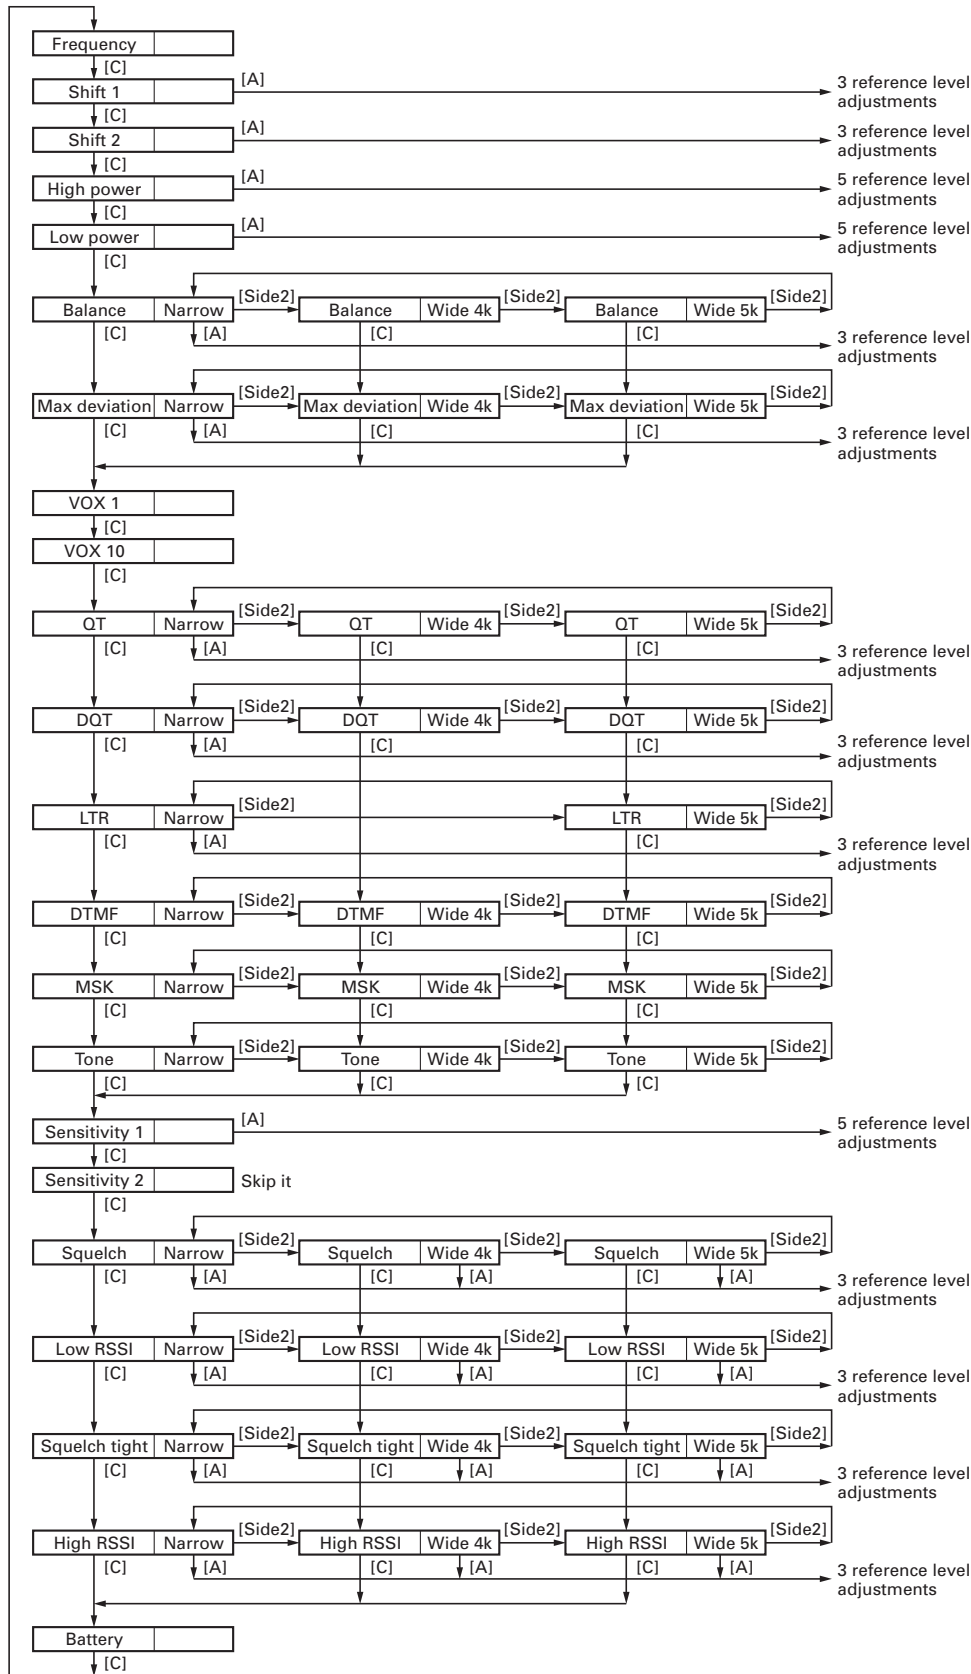 Frequency
[C]
Shift 1
[A]
3 reference level
adjustments
[C]
Shift 2
[A]
3 reference level
adjustments
[C]
High power
[A]
5 reference level
adjustments
[C]
Low power
[A]
5 reference level
adjustments
[C]
Balance Narrow [Side2] Balance Wide 4k [Side2] Balance Wide 5k [Side2]
[C] [A] [C] [C]
3 reference level
adjustments
Max deviation Narrow [Side2] Max deviation Wide 4k [Side2] Max deviation Wide 5k [Side2]
[C] [A] [C] [C]
3 reference level
adjustments
VOX 1
[C]
VOX 10
[C]
QT Narrow [Side2] QT Wide 4k [Side2] QT Wide 5k [Side2]
[C] [A] [C] [C]
3 reference level
adjustments
DQT Narrow [Side2] DQT Wide 4k [Side2] DQT Wide 5k [Side2]
[C] [A] [C] [C]
3 reference level
adjustments
LTR Narrow [Side2] LTR Wide 5k [Side2]
[C] [A] [C]
3 reference level
adjustments
DTMF Narrow [Side2] DTMF Wide 4k [Side2] DTMF Wide 5k [Side2]
[C] [C] [C]
MSK Narrow [Side2] MSK Wide 4k [Side2] MSK Wide 5k [Side2]
[C] [C] [C]
Tone Narrow [Side2] Tone Wide 4k [Side2] Tone Wide 5k [Side2]
[C] [C] [C]
Sensitivity 1
[A]
5 reference level
adjustments
[C]
Sensitivity 2 Skip it
[C]
Squelch Narrow [Side2] Squelch Wide 4k [Side2] Squelch Wide 5k [Side2]
[C] [A] [C] [A] [C] [A]
3 reference level
adjustments
Low RSSI Narrow [Side2] Low RSSI Wide 4k [Side2] Low RSSI Wide 5k [Side2]
[C] [A] [C] [A] [C] [A]
3 reference level
adjustments
Squelch tight Narrow [Side2] Squelch tight Wide 4k [Side2] Squelch tight Wide 5k [Side2]
[C] [A] [C] [A] [C] [A]
3 reference level
adjustments
High RSSI Narrow [Side2] High RSSI Wide 4k [Side2] High RSSI Wide 5k [Side2]
[C] [A] [C] [A] [C] [A]
3 reference level
adjustments
Battery
[C]